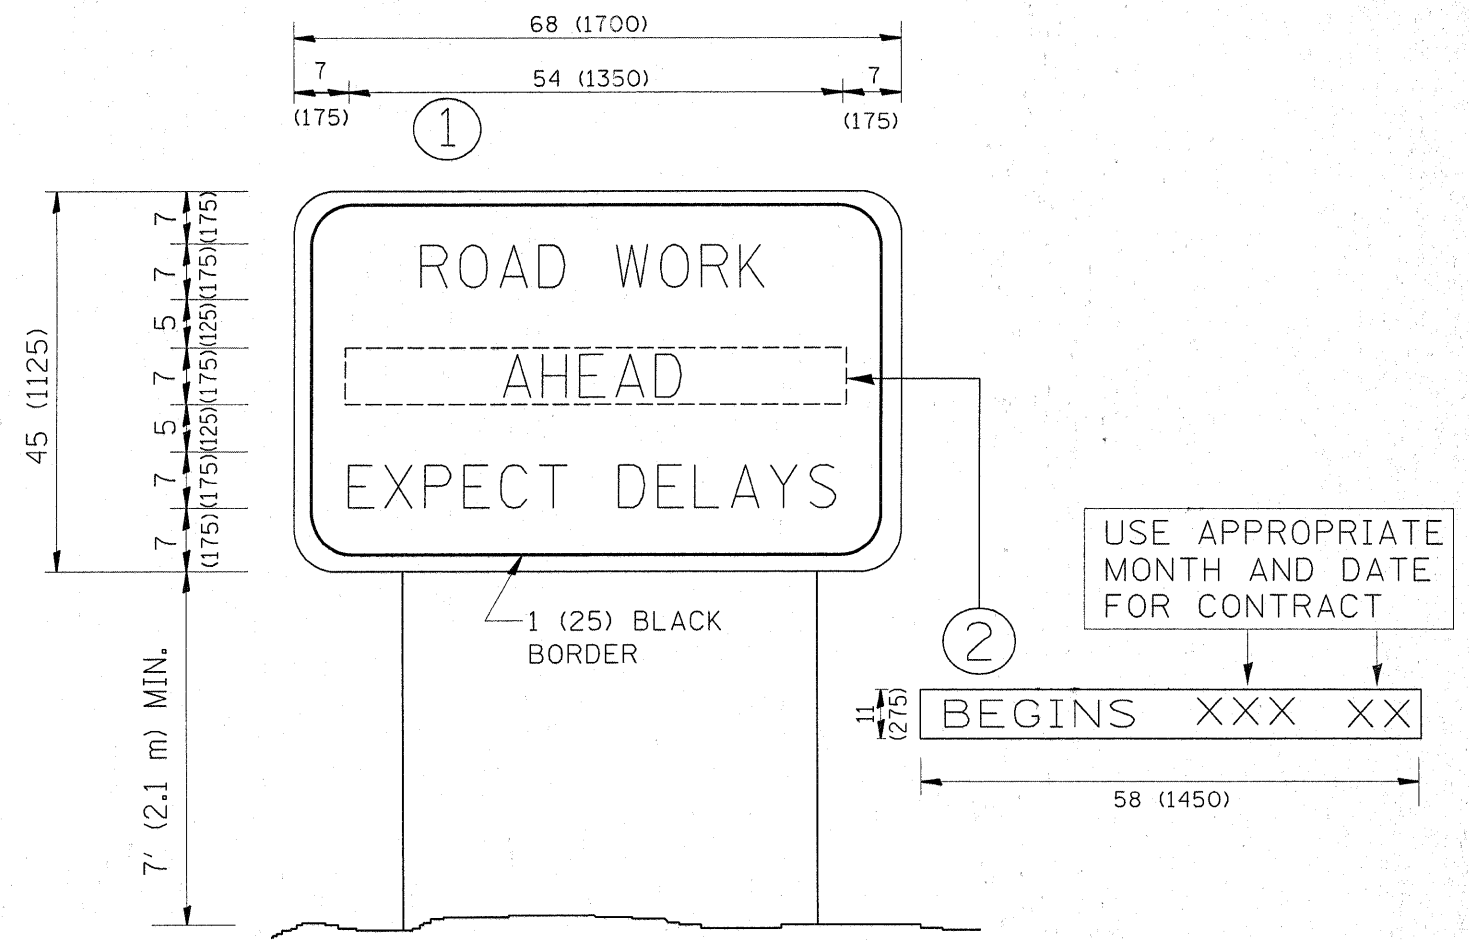 68 (1700)
7
54 (1350)
7
(175)
(175)
1
7
(175)
7
(175)
5
(125)
7
(175)
5
(125)
7
(175)
7
(175)
45 (1125)
ROAD WORK
AHEAD
EXPECT DELAYS
1 (25) BLACK
BORDER
7' (2.1 m) MIN.
2
USE APPROPRIATE
MONTH AND DATE
FOR CONTRACT
11
(275)
BEGINS XXX XX
58 (1450)